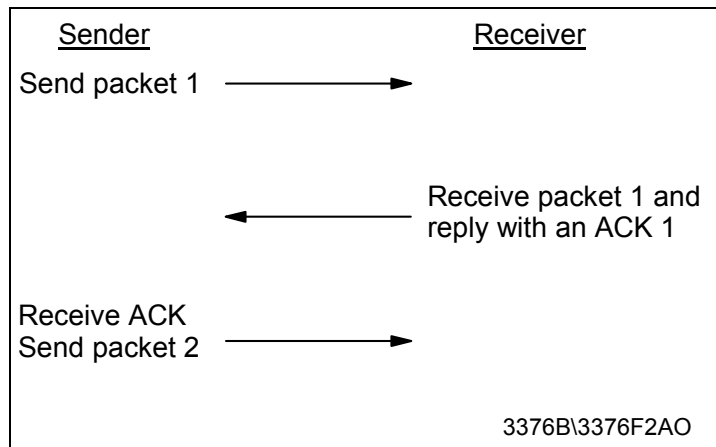 Sender
Receiver
Send packet 1
Receive packet 1 and
reply with an ACK 1
Receive ACK
Send packet 2
3376B\3376F2AO